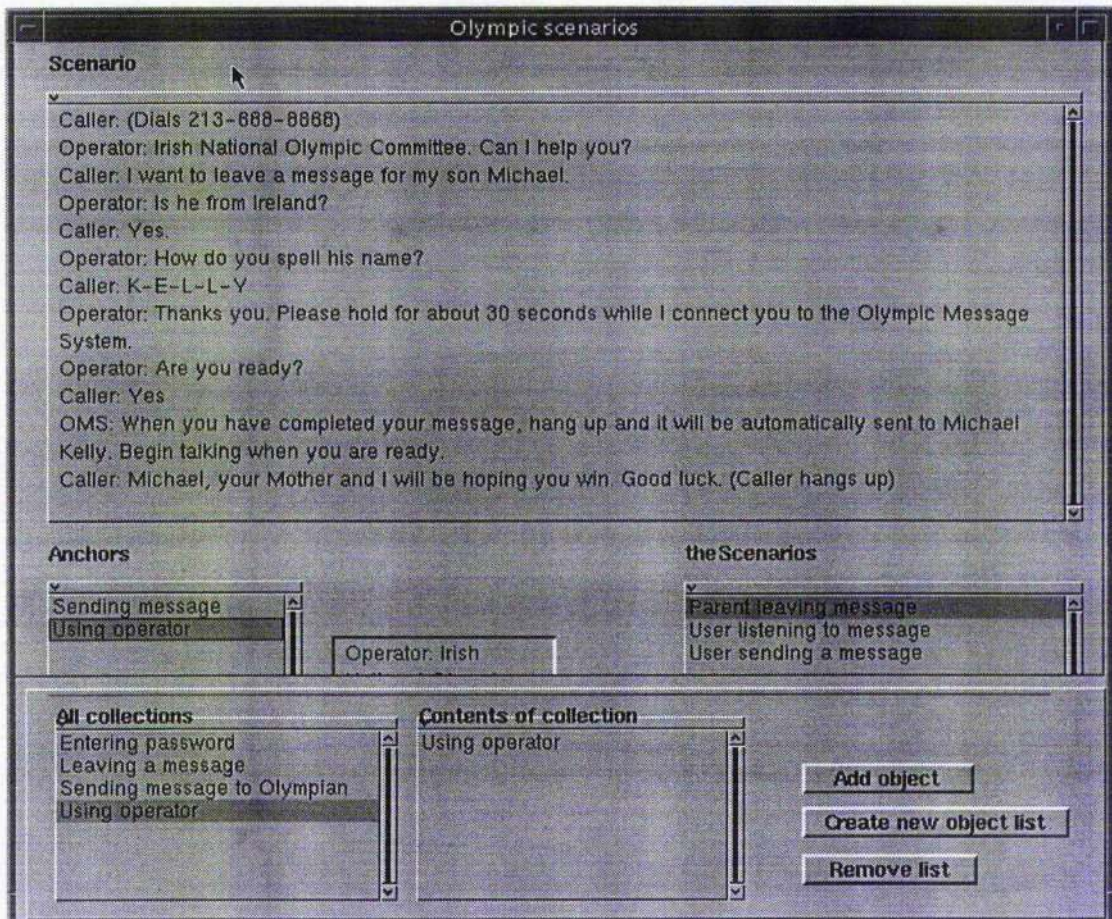 Olympic scenarios
Scenario
Caller: (Dials 213-888-8888)
Operator: Irish National Olympic Committee. Can I help you?
Caller: I want to leave a message for my son Michael.
Operator: Is he from Ireland?
Caller: Yes.
Operator: How do you spell his name?
Caller: K-E-L-L-Y
Operator: Thanks you. Please hold for about 30 seconds while I connect you to the Olympic Message
System.
Operator: Are you ready?
Caller: Yes
OMS: When you have completed your message, hang up and it will be automatically sent to Michael
Kelly. Begin talking when you are ready.
Caller: Michael, your Mother and I will be hoping you win. Good luck. (Caller hangs up)
Anchors
Sending message
Using operator
Operator: Irish
theScenarios
Parent leaving message
User listening to message
User sending a message
All collections
Entering password
Leaving a message
Sending message to Olympian
Using operator
Contents of collection
Using operator
Add object
Create new object list
Remove list